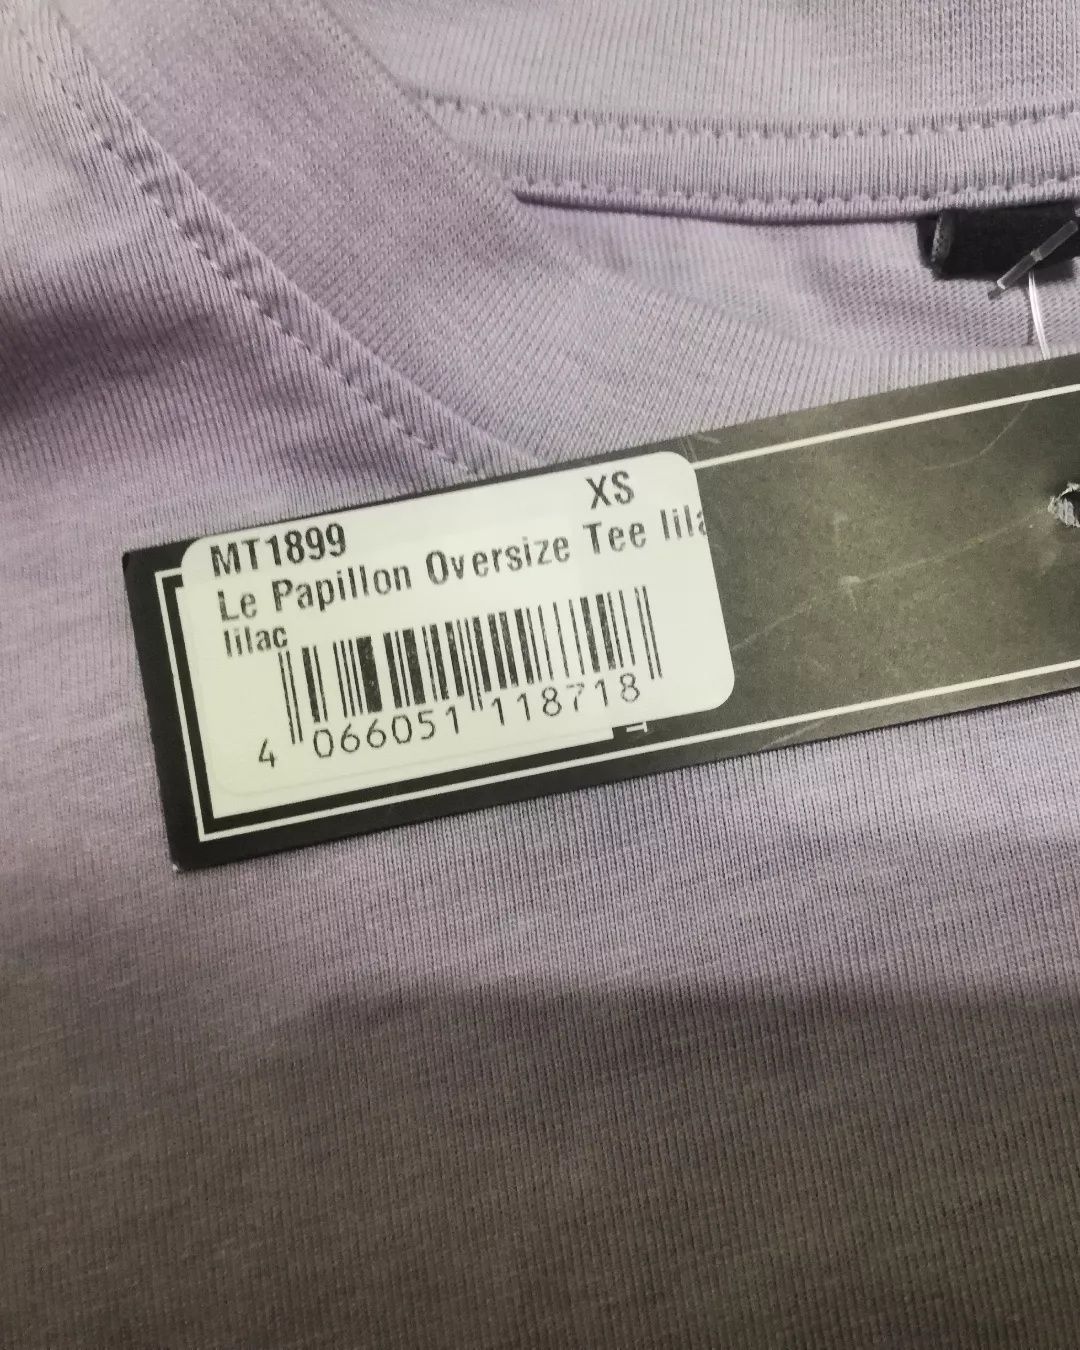 XS
MT1899
Le Papillon Oversize Tee lila
lilac
4 066051 118718